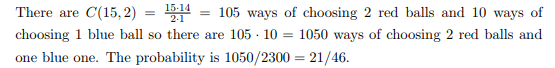 There are C(15, 2) = 15·14/2·1 = 105 ways of choosing 2 red balls and 10 ways of
choosing 1 blue ball so there are 105 · 10 = 1050 ways of choosing 2 red balls and
one blue one. The probability is 1050/2300 = 21/46.